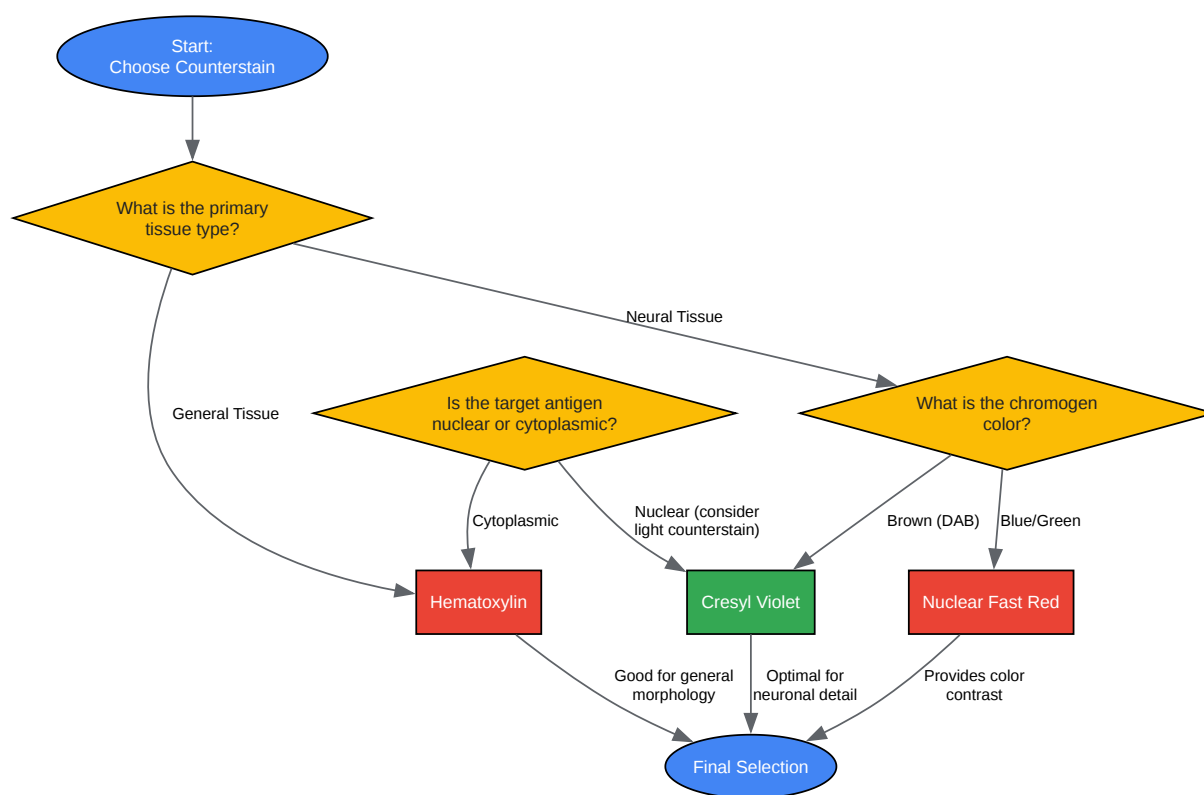 Start:
Choose Counterstain
What is the primary
tissue type?
Neural Tissue
Is the target antigen
nuclear or cytoplasmic?
What is the chromogen
color?
General Tissue
Cytoplasmic
Nuclear (consider
light counterstain)
Brown (DAB)
Blue/Green
Hematoxylin
Cresyl Violet
Nuclear Fast Red
Good for general
morphology
Optimal for
neuronal detail
Provides color
contrast
Final Selection